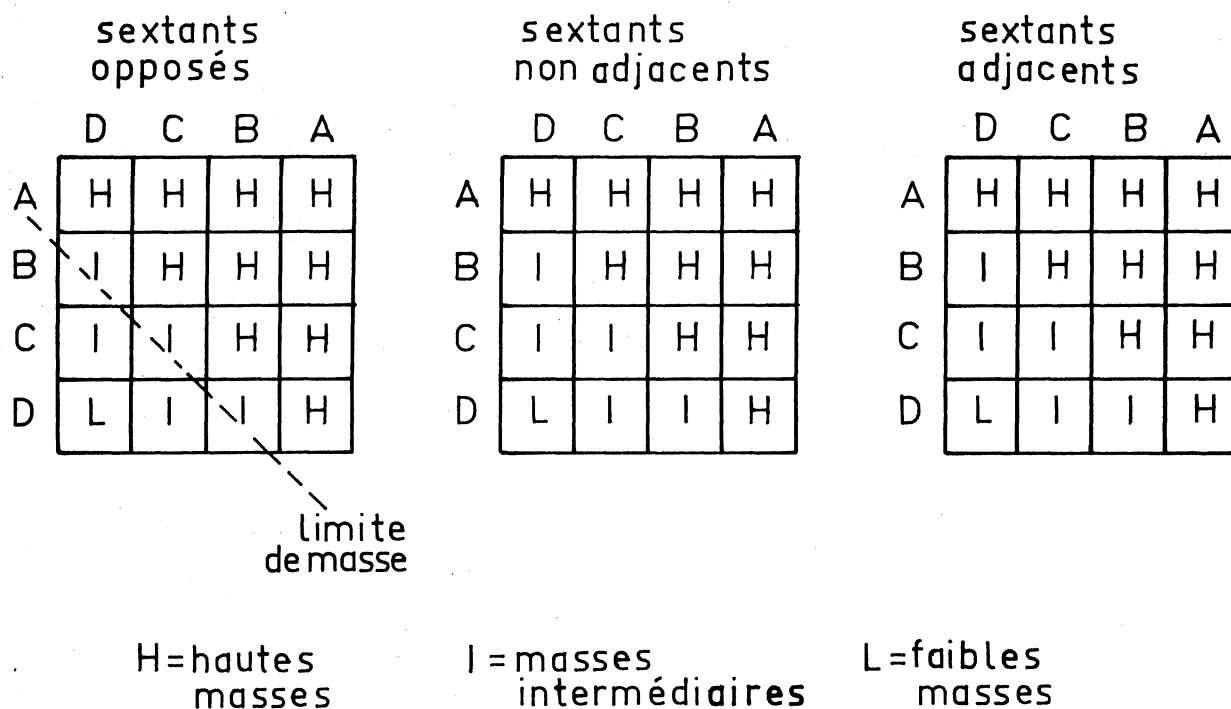 sextants
opposés
D C B A
A H H H H
B I H H H
C I I H H
D L I I H
limite
de masse
sextants
non adjacents
D C B A
A H H H H
B I H H H
C I I H H
D L I I H
sextants
adjacents
D C B A
A H H H H
B I H H H
C I I H H
D L I I H
H=hautes
masses
I = masses
intermédiaires
L=faibles
masses